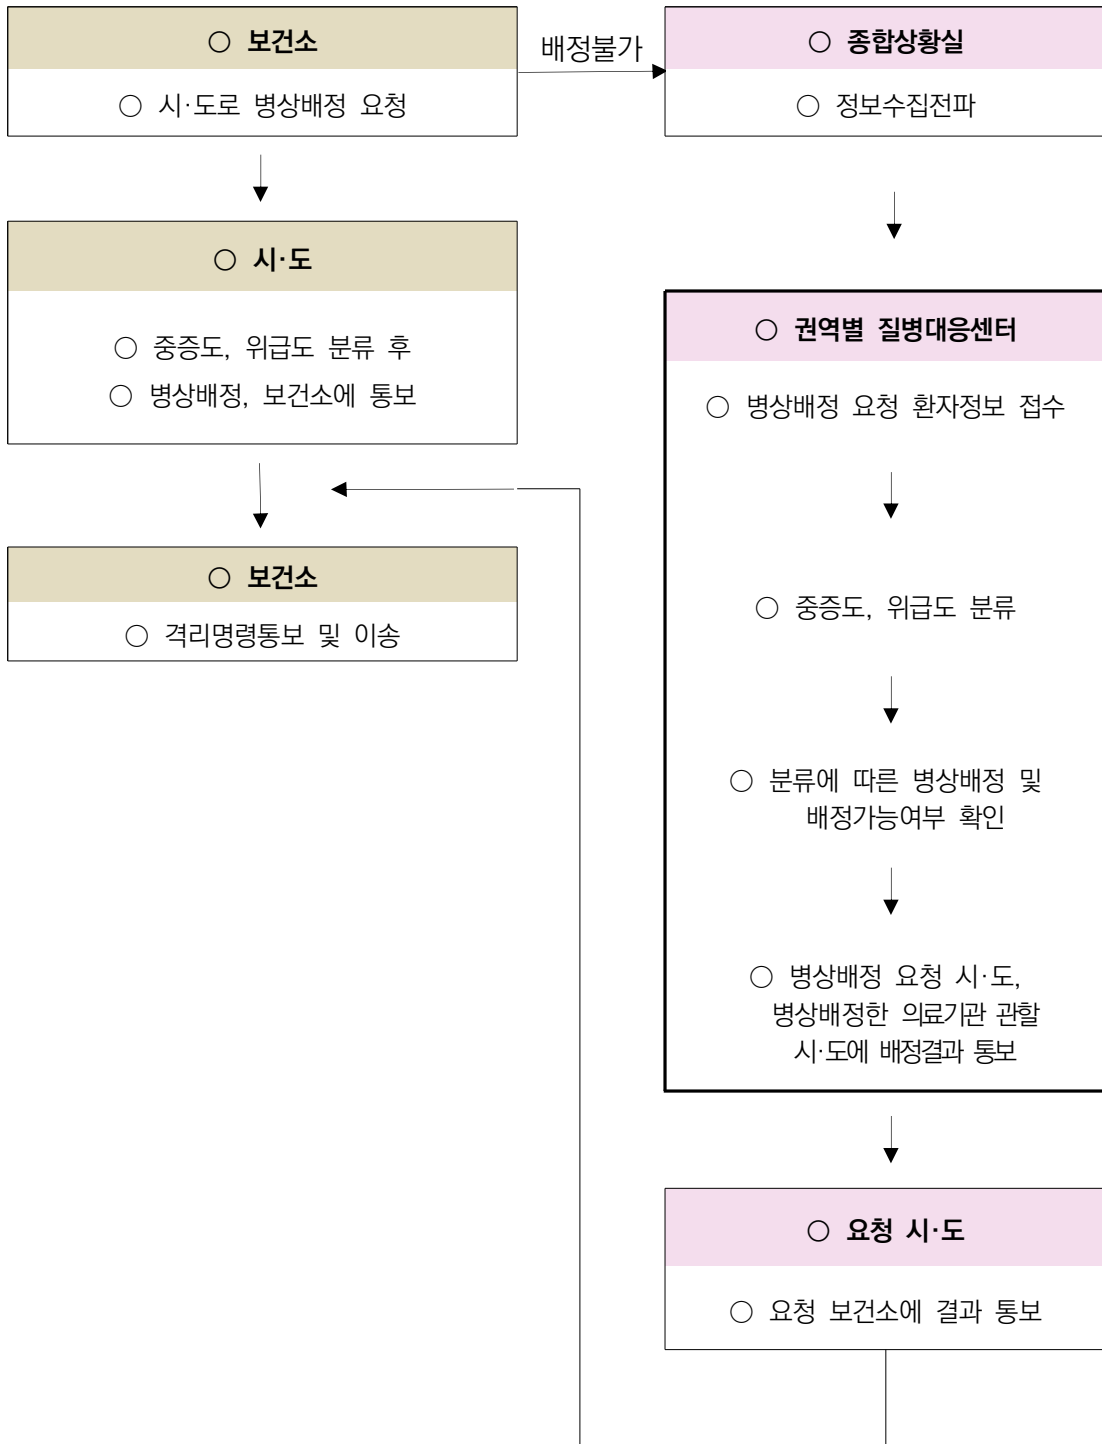 ○ 보건소
○ 시·도로 병상배정 요청
배정불가
○ 종합상황실
○ 정보수집전파
○ 시·도
○ 중증도, 위급도 분류 후
○ 병상배정, 보건소에 통보
○ 보건소
○ 격리명령통보 및 이송
○ 권역별 질병대응센터
○ 병상배정 요청 환자정보 접수
○ 중증도, 위급도 분류
○ 분류에 따른 병상배정 및
배정가능여부 확인
○ 병상배정 요청 시·도,
병상배정한 의료기관 관할
시·도에 배정결과 통보
○ 요청 시·도
○ 요청 보건소에 결과 통보